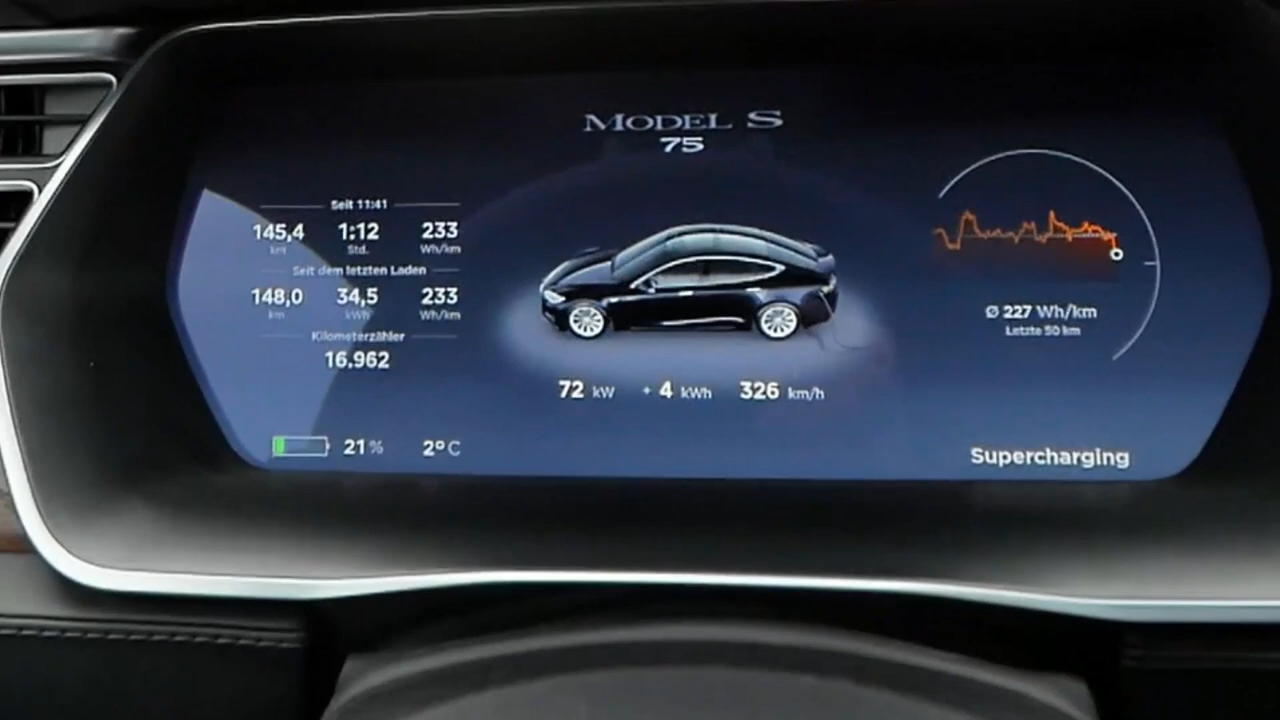 MODEL S
75
Seit 11:41
145,4 1:12 233
km Std. Wh/km
Seit dem letzten Laden
148,0 34,5 233
km kWh Wh/km
Kilometerzähler
16.962
Ø 227 Wh/km
Letzte 50 km
72 kW + 4 kWh 326 km/h
21 % 2°C
Supercharging